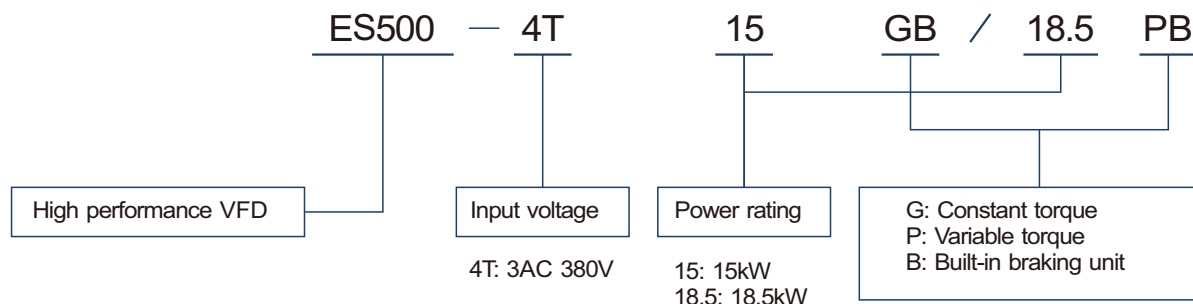 ES500 — 4T 15 GB / 18.5 PB
High performance VFD
Input voltage
4T: 3AC 380V
Power rating
15: 15kW
18.5: 18.5kW
G: Constant torque
P: Variable torque
B: Built-in braking unit